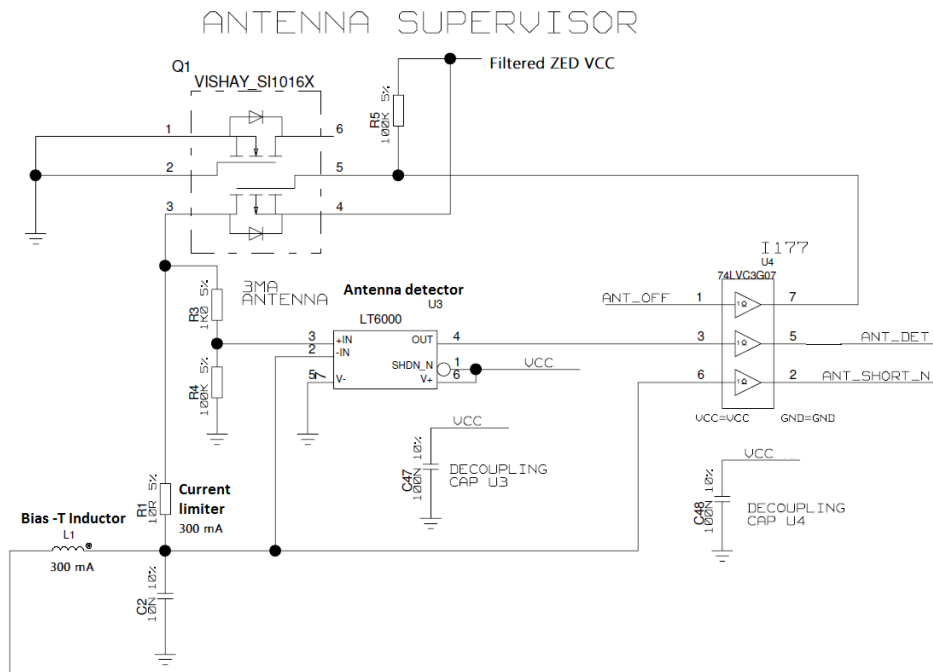 ANTENNA SUPERVISOR
Filtered ZED VCC
Q1
VISHAY_SI1016X
R5
100K 5%
1
6
2
5
3
4
I177
U4
74LVC3G07
ANT_OFF
1
1Ω
7
3
1Ω
5
ANT_DET
6
1Ω
2
ANT_SHORT_N
VCC=VCC
GND=GND
3MA
ANTENNA
R3
1K0 5%
R4
100K 5%
Antenna detector
U3
LT6000
3
+IN
OUT
4
2
-IN
SHDN_N
1
VCC
5
V-
V+
6
7
VCC
C47
100N 10%
DECOUPLING
CAP U3
VCC
C48
100N 10%
DECOUPLING
CAP U4
R1
10R 5%
Current
limiter
300 mA
Bias -T Inductor
L1
300 mA
C2
10N 10%